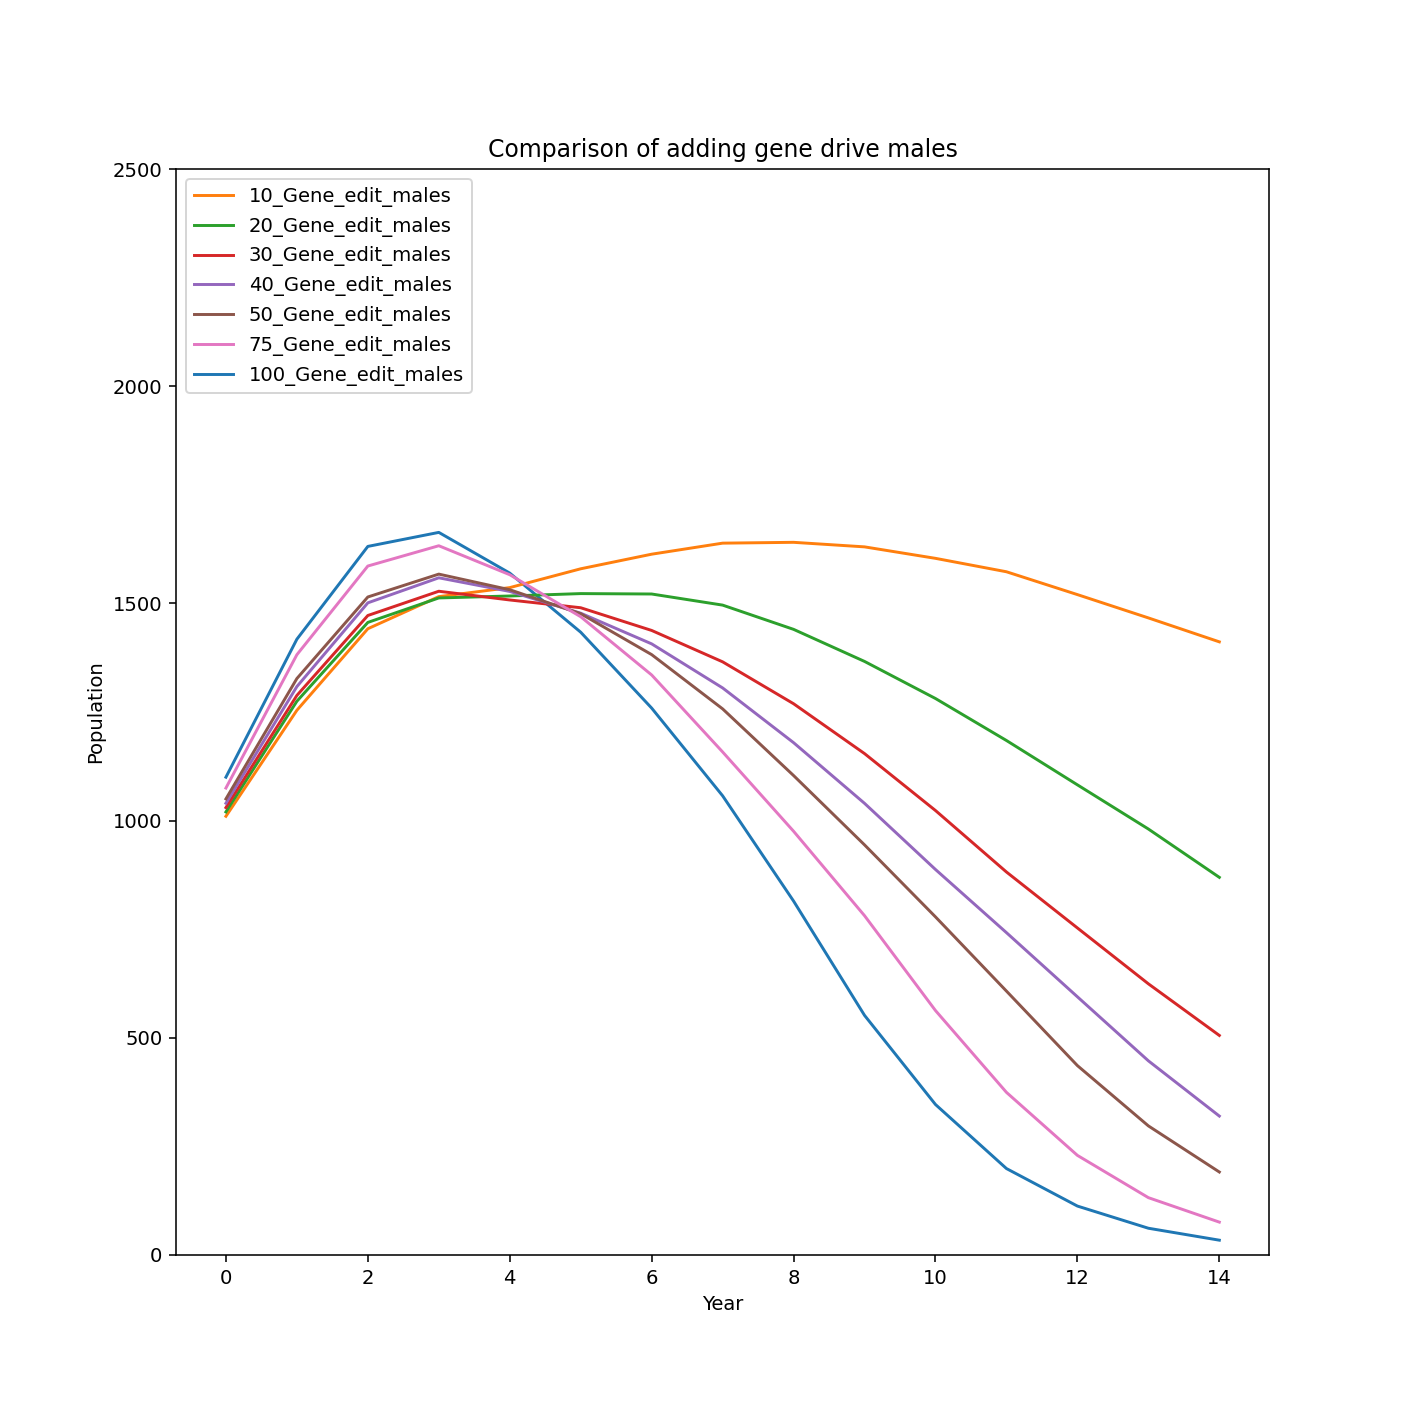 Comparison of adding gene drive males
2500
2000
1500
1000
500
0
Population
10_Gene_edit_males
20_Gene_edit_males
30_Gene_edit_males
40_Gene_edit_males
50_Gene_edit_males
75_Gene_edit_males
100_Gene_edit_males
0 2 4 6 8 10 12 14
Year